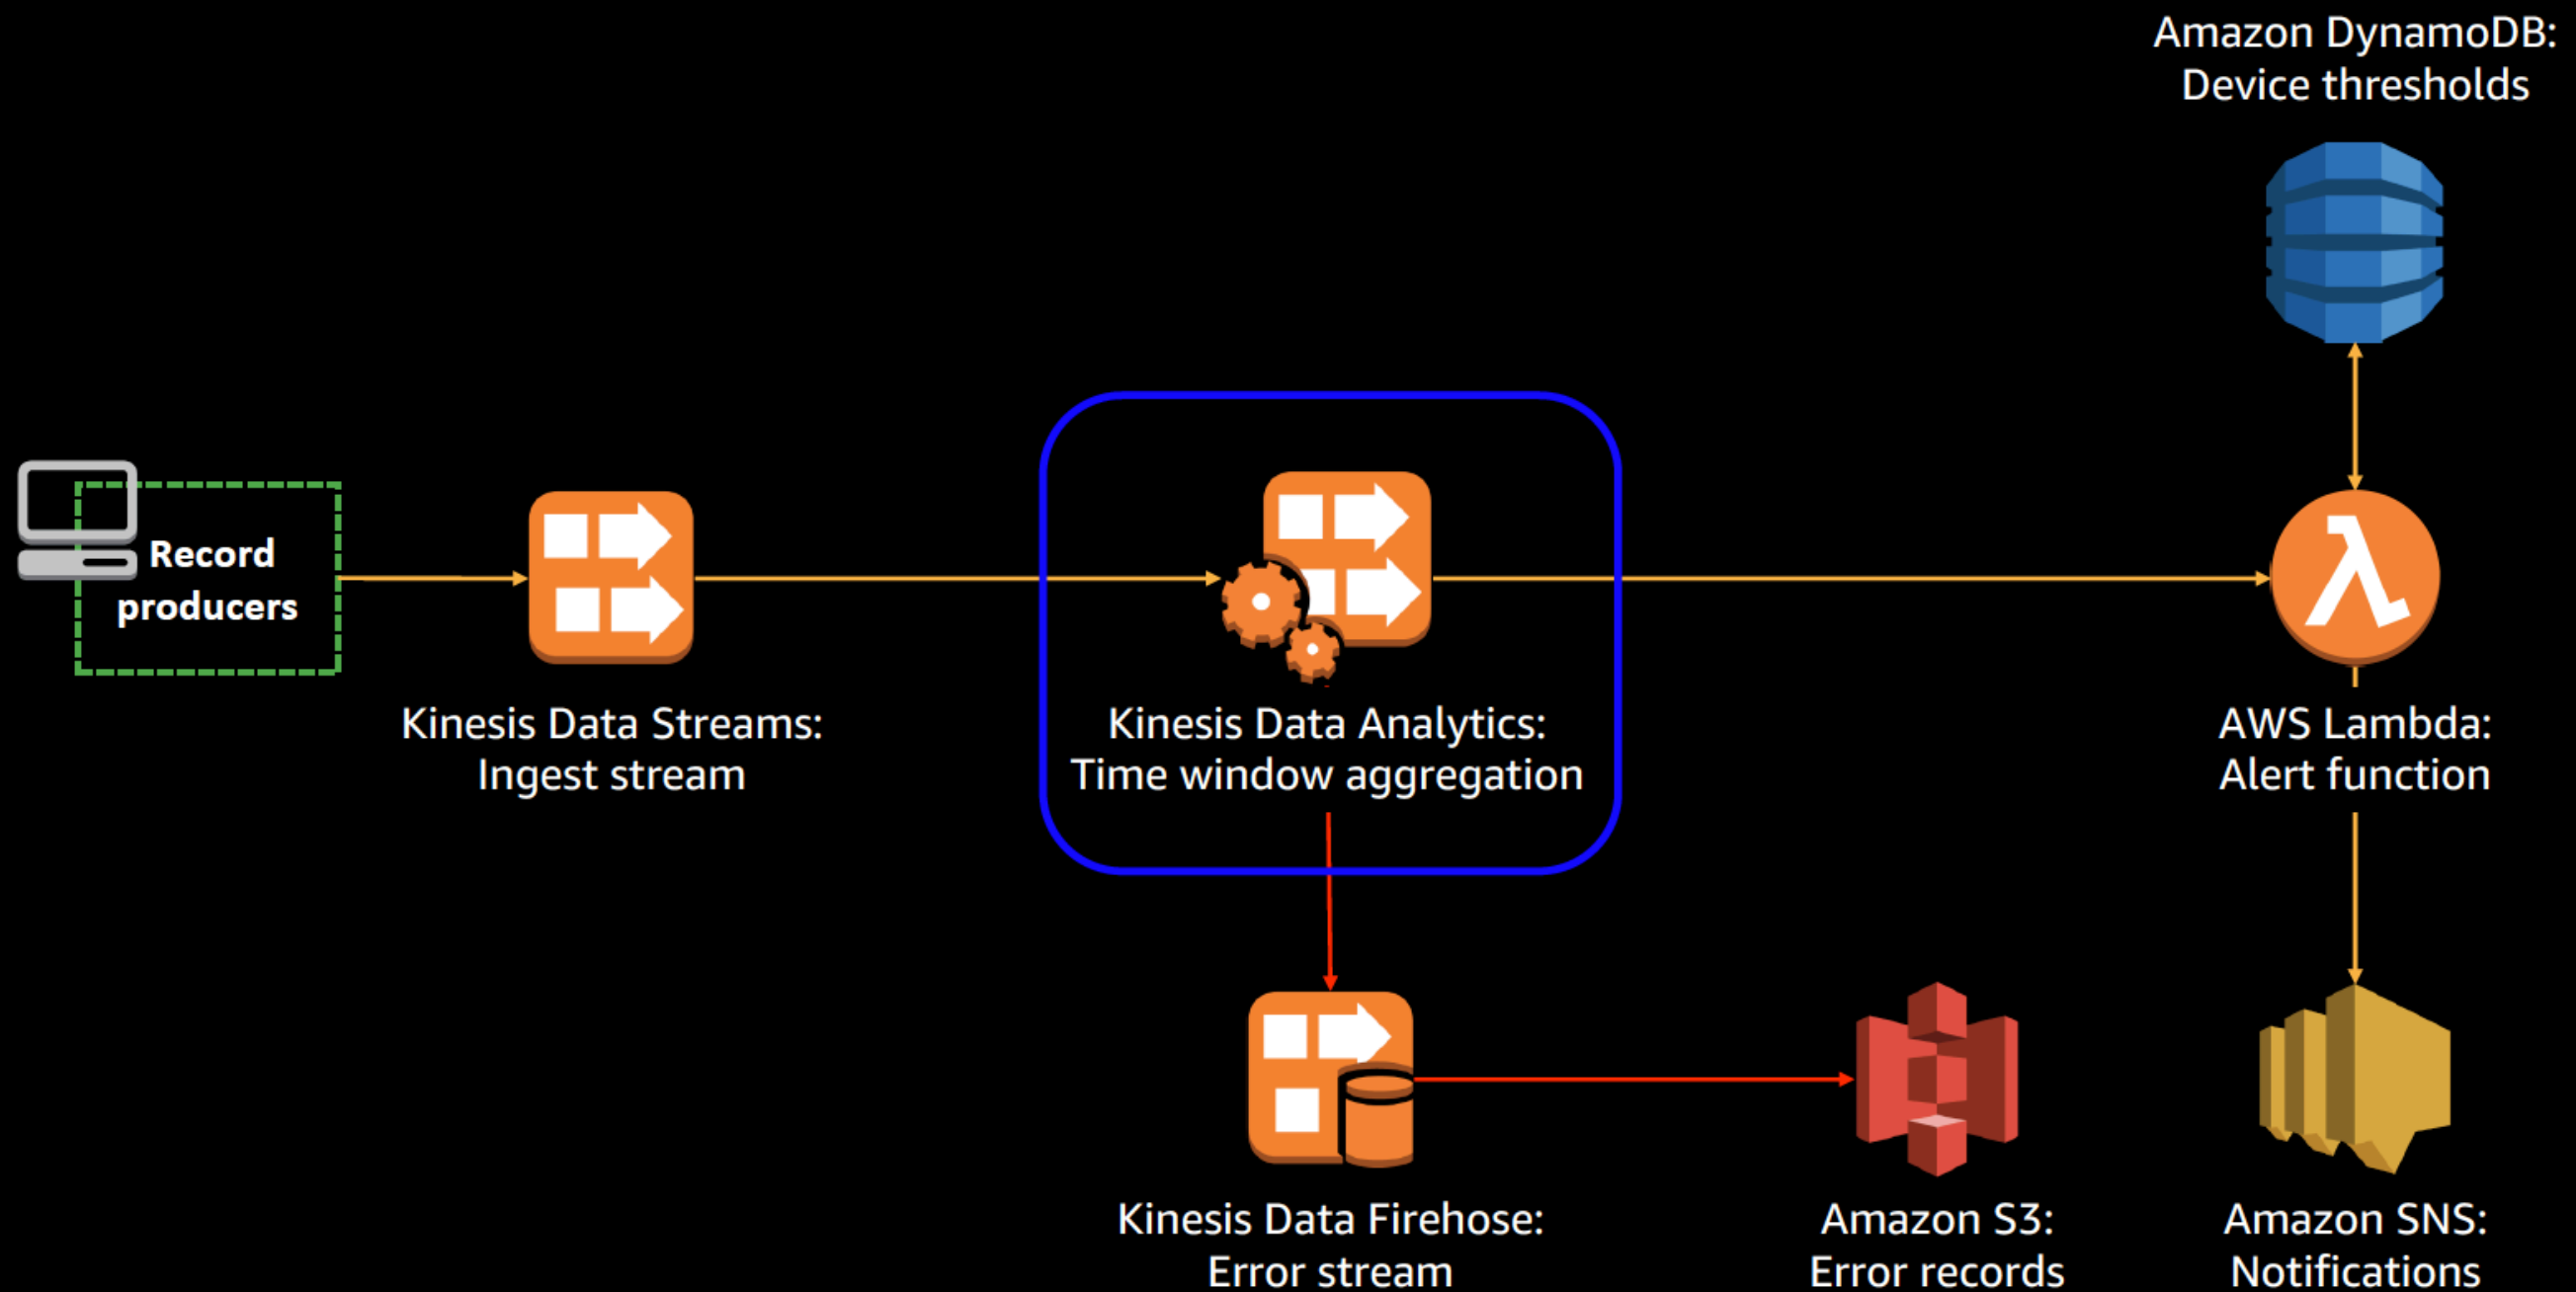 Amazon DynamoDB:
Device thresholds
Record
producers
Kinesis Data Streams:
Ingest stream
Kinesis Data Analytics:
Time window aggregation
AWS Lambda:
Alert function
Kinesis Data Firehose:
Error stream
Amazon S3:
Error records
Amazon SNS:
Notifications